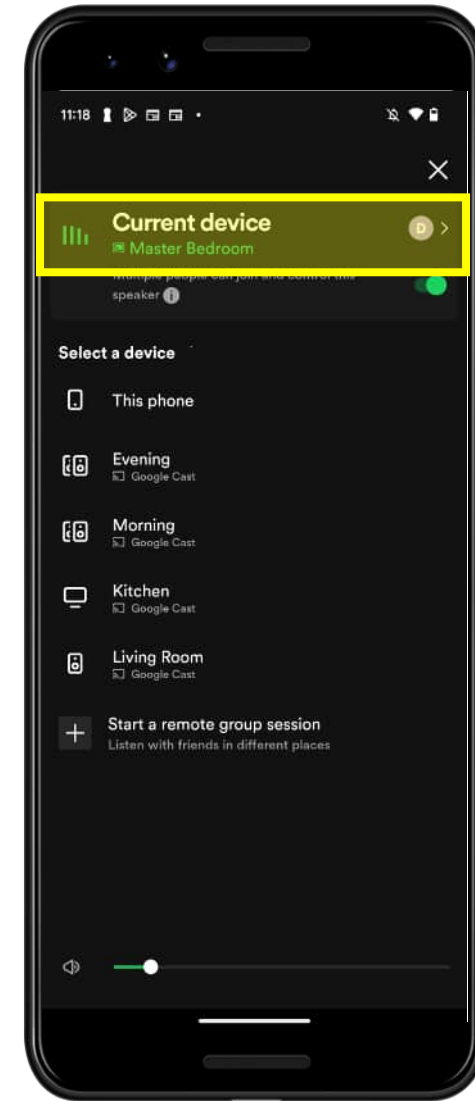 11:18
Current device
D
Master Bedroom
Multiple people can join and control this
speaker
Select a device
This phone
Evening
Google Cast
Morning
Google Cast
Kitchen
Google Cast
Living Room
Google Cast
Start a remote group session
Listen with friends in different places